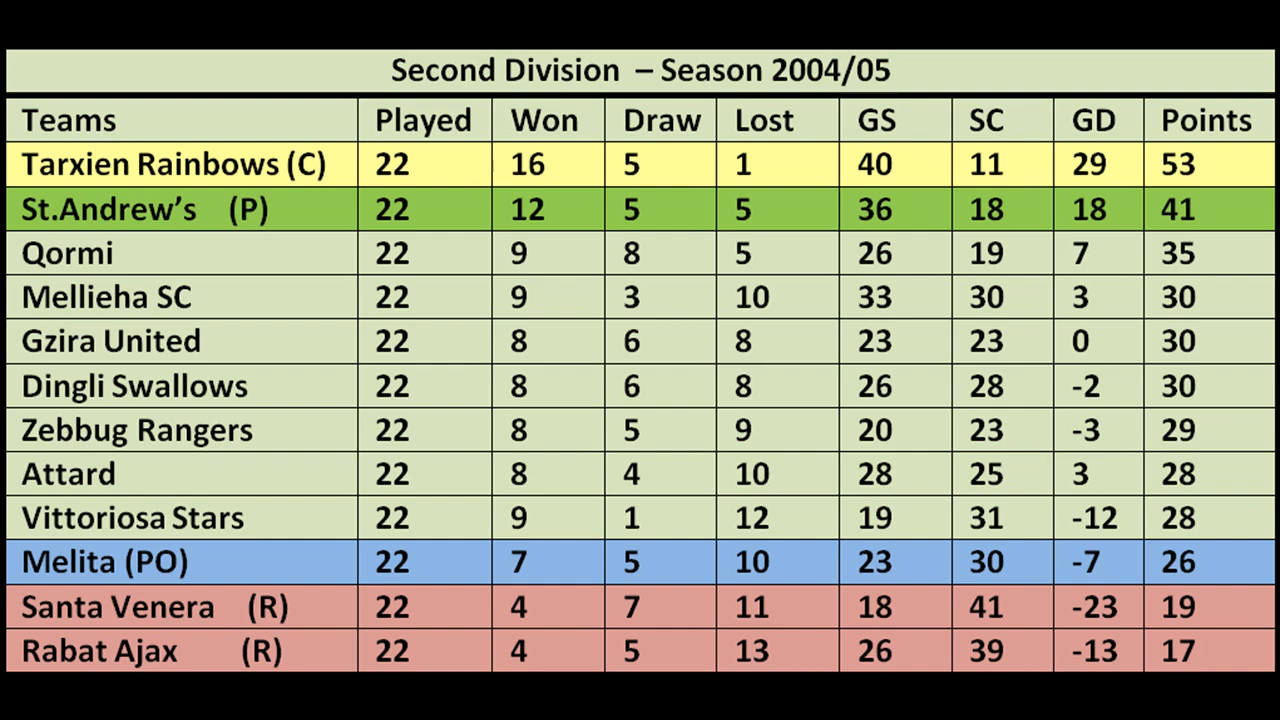 Second Division – Season 2004/05
Teams Played Won Draw Lost GS SC GD Points
Tarxien Rainbows (C) 22 16 5 1 40 11 29 53
St.Andrew’s (P) 22 12 5 5 36 18 18 41
Qormi 22 9 8 5 26 19 7 35
Mellieha SC 22 9 3 10 33 30 3 30
Gzira United 22 8 6 8 23 23 0 30
Dingli Swallows 22 8 6 8 26 28 -2 30
Zebbug Rangers 22 8 5 9 20 23 -3 29
Attard 22 8 4 10 28 25 3 28
Vittoriosa Stars 22 9 1 12 19 31 -12 28
Melita (PO) 22 7 5 10 23 30 -7 26
Santa Venera (R) 22 4 7 11 18 41 -23 19
Rabat Ajax (R) 22 4 5 13 26 39 -13 17